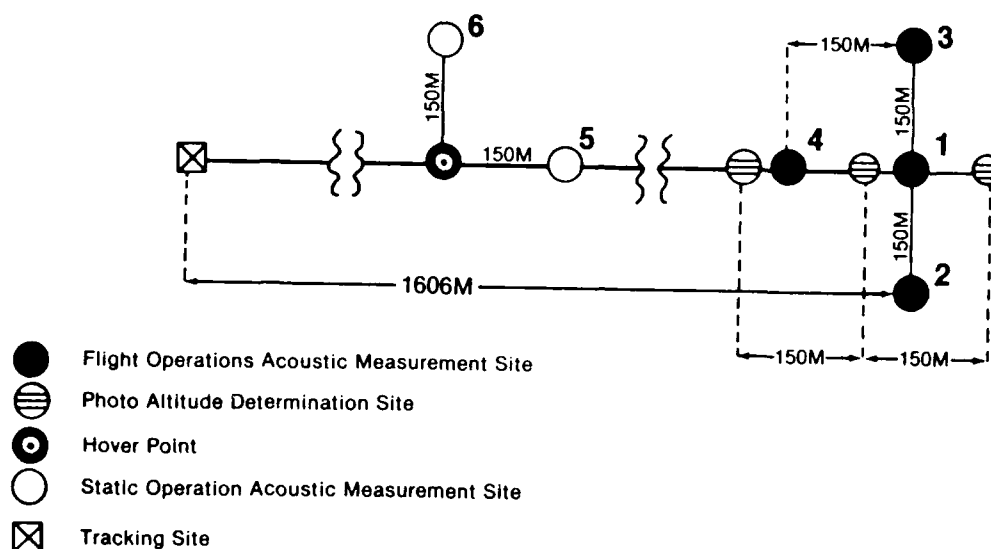 6
3
150M
150M
150M
5
4
1
150M
150M
2
1606M
150M
150M
Flight Operations Acoustic Measurement Site
Photo Altitude Determination Site
Hover Point
Static Operation Acoustic Measurement Site
Tracking Site